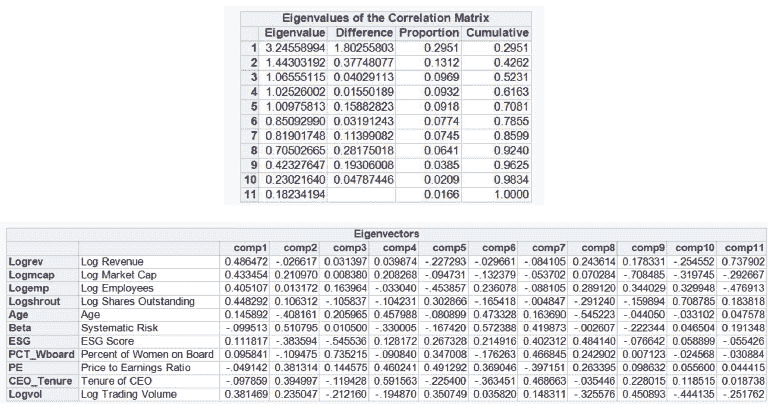 Eigenvalues of the Correlation Matrix
Eigenvalue Difference Proportion Cumulative
1 3.24558994 1.80255803 0.2951 0.2951
2 1.44303192 0.37748077 0.1312 0.4262
3 1.06555115 0.04029113 0.0969 0.5231
4 1.02526002 0.01550189 0.0932 0.6163
5 1.00975813 0.15882823 0.0918 0.7081
6 0.85092990 0.03191243 0.0774 0.7855
7 0.81901748 0.11399082 0.0745 0.8599
8 0.70502665 0.28175018 0.0641 0.9240
9 0.42327647 0.19306008 0.0385 0.9625
10 0.23021640 0.04787446 0.0209 0.9834
11 0.18234194 0.0166 1.0000
Eigenvectors
comp1 comp2 comp3 comp4 comp5 comp6 comp7 comp8 comp9 comp10 comp11
Logrev Log Revenue 0.486472 -.026617 0.031397 0.039874 -.227293 -.029661 -.084105 0.243614 0.178331 -.254552 0.737902
Logmcap Log Market Cap 0.433454 0.210970 0.008380 0.208268 -.094731 -.132379 -.053702 0.070284 -.708485 -.319745 -.292667
Logemp Log Employees 0.405107 0.013172 0.163964 -.033040 -.453857 0.236078 -.088105 0.289120 0.344029 0.329948 -.476913
Logshrout Log Shares Outstanding 0.448292 0.106312 -.105837 -.104231 0.302866 -.165418 -.004847 -.291240 -.159894 0.708785 0.183818
Age Age 0.145892 -.408161 0.205965 0.457988 -.080899 0.473328 0.163690 -.545223 -.044050 -.033102 0.047578
Beta Systematic Risk -.099513 0.510795 0.010500 -.330005 -.167420 0.572388 0.419873 -.002607 -.222344 0.046504 0.191348
ESG ESG Score 0.111817 -.383594 -.545536 0.128172 0.267328 0.214916 0.402312 0.484140 -.076642 0.058899 -.055426
PCT_Wboard Percent of Women on Board 0.095841 -.109475 0.735215 -.090840 0.347008 -.176263 0.466845 0.242902 0.007123 -.024568 -.030884
PE Price to Earnings Ratio -.049142 0.381314 0.144575 0.460241 0.491292 0.369046 -.397151 0.263395 0.098632 0.055600 0.044415
CEO_Tenure Tenure of CEO -.097859 0.394997 -.119428 0.591563 -.225400 -.363451 0.468663 -.035446 0.228015 0.118515 0.018738
Logvol Log Trading Volume 0.381469 0.235047 -.212160 -.194870 0.350749 0.035820 0.148311 -.325576 0.450893 -.444135 -.251762